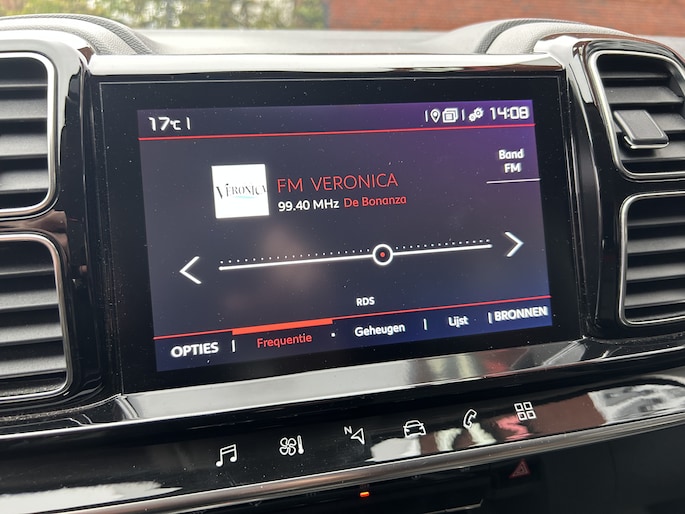 17°C
14:08
Band
FM
VERONICA
FM VERONICA
99.40 MHz De Bonanza
RDS
OPTIES
Frequentie
Geheugen
Lijst
BRONNEN
N